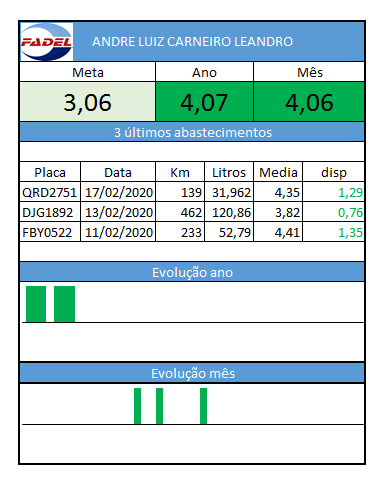 FADEL ANDRE LUIZ CARNEIRO LEANDRO
Meta Ano Mês
3,06 4,07 4,06
3 últimos abastecimentos
Placa Data Km Litros Media disp
QRD2751 17/02/2020 139 31,962 4,35 1,29
DJG1892 13/02/2020 462 120,86 3,82 0,76
FBY0522 11/02/2020 233 52,79 4,41 1,35
Evolução ano
Evolução mês